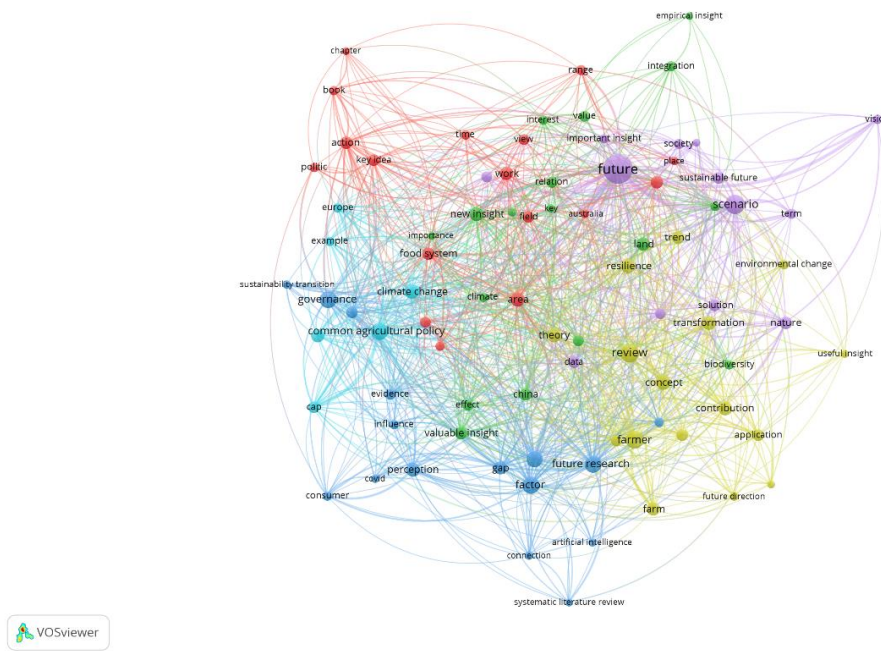 empirical insight
chapter
integration
range
book
interest
value
time
view
important insight
action
society
key idea
place
politic
work
future
sustainable future
relation
europe
new insight
key
scenario
field
australia
term
importance
trend
example
land
food system
resilience
environmental change
sustainability transition
climate change
governance
climate
area
solution
common agricultural policy
theory
transformation
nature
review
useful insight
data
biodiversity
concept
evidence
china
cap
effect
contribution
influence
valuable insight
farmer
application
perception
gap
future research
covid
factor
consumer
future direction
farm
artificial intelligence
connection
systematic literature review
VOSviewer